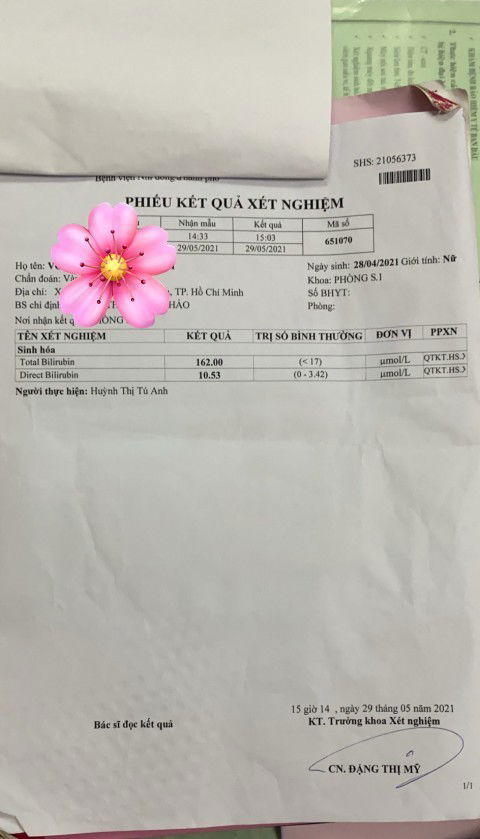 SHS: 21056373
PHIẾU KẾT QUẢ XÉT NGHIỆM
Nhận mẫu Kết quả Mã số
14:33 15:03 651070
29/05/2021 29/05/2021
Họ tên: Ngày sinh: 28/04/2021 Giới tính: Nữ
Chẩn đoán: Khoa: PHÒNG S.1
Địa chỉ: X , TP. Hồ Chí Minh Số BHYT:
BS chỉ định HẢO Phòng:
Nơi nhận kết q
TÊN XÉT NGHIỆM KẾT QUẢ TRỊ SỐ BÌNH THƯỜNG ĐƠN VỊ PPXN
Sinh hóa
Total Bilirubin 162.00 (< 17) µmol/L QTKT.HS.
Direct Bilirubin 10.53 (0 - 3.42) µmol/L QTKT.HS.
Người thực hiện: Huỳnh Thị Tú Anh
15 giờ 14 , ngày 29 tháng 05 năm 2021
Bác sĩ đọc kết quả KT. Trưởng khoa Xét nghiệm
CN. ĐẶNG THỊ MỸ
1/1